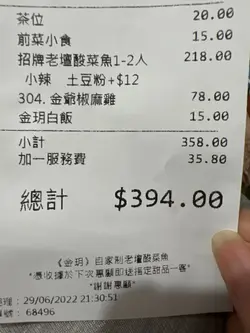 茶位 20.00
前菜小食 15.00
招牌老壇酸菜魚1-2人 218.00
小辣 土豆粉+$12
304. 金爺椒麻雞 78.00
金玥白飯 15.00
小計 358.00
加一服務費 35.80
總計 $394.00
《金玥》自家制老壇酸菜魚
"憑收據於下次惠顧即送指定甜品一客"
"謝謝惠顧"
29/06/2022 21:30:51
68496